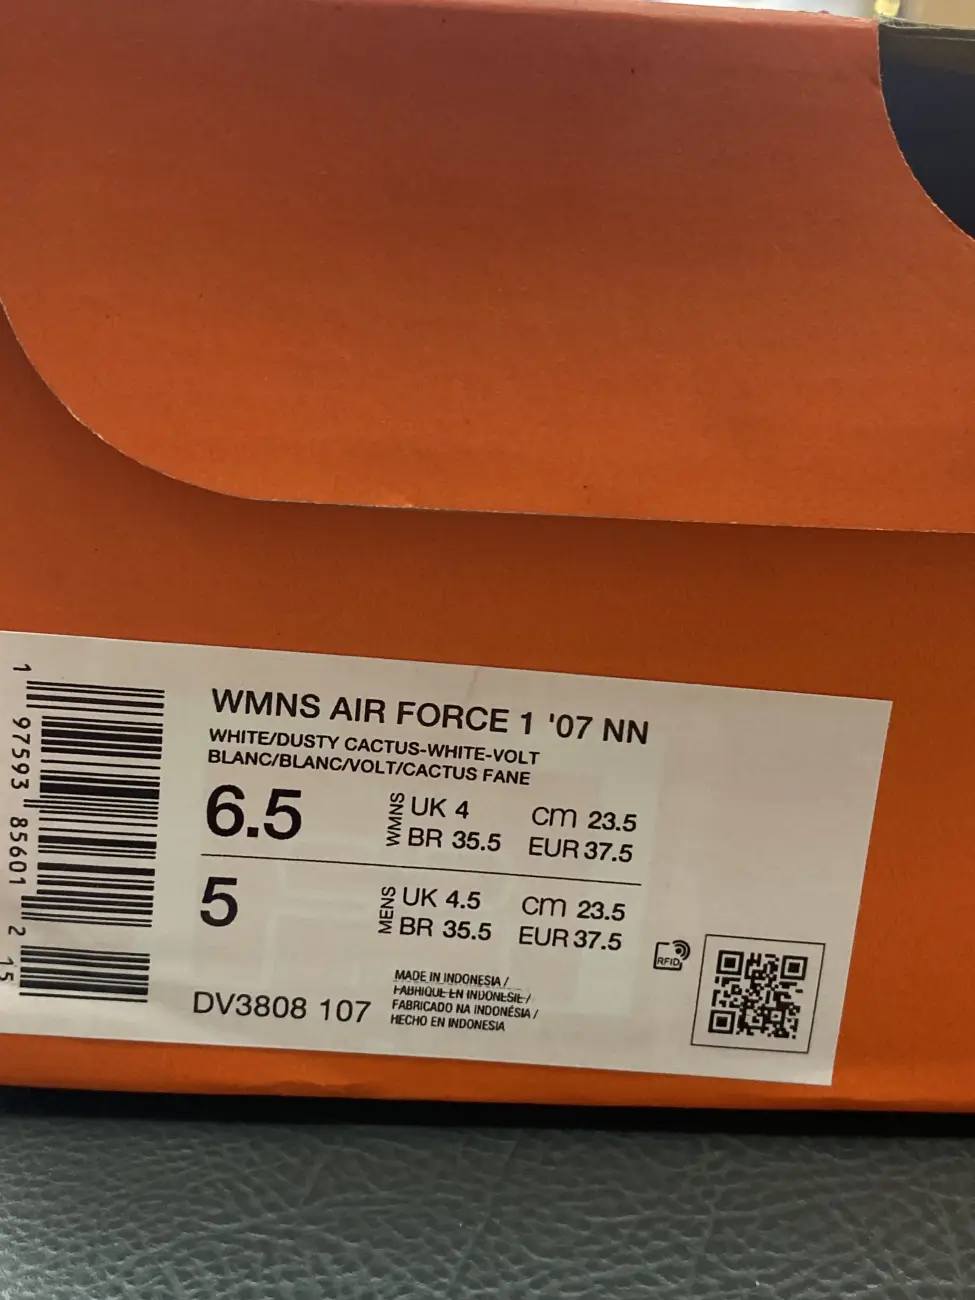 WMNS AIR FORCE 1 '07 NN
WHITE/DUSTY CACTUS-WHITE-VOLT
BLANC/BLANC/VOLT/CACTUS FANE
6.5
WMNS
UK 4
CM 23.5
BR 35.5
EUR 37.5
5
MENS
UK 4.5
CM 23.5
BR 35.5
EUR 37.5
DV3808 107
MADE IN INDONESIA /
FABRIQUE EN INDONESIE /
FABRICADO NA INDONÉSIA /
HECHO EN INDONESIA
RFID
1 97593 85601 2 15